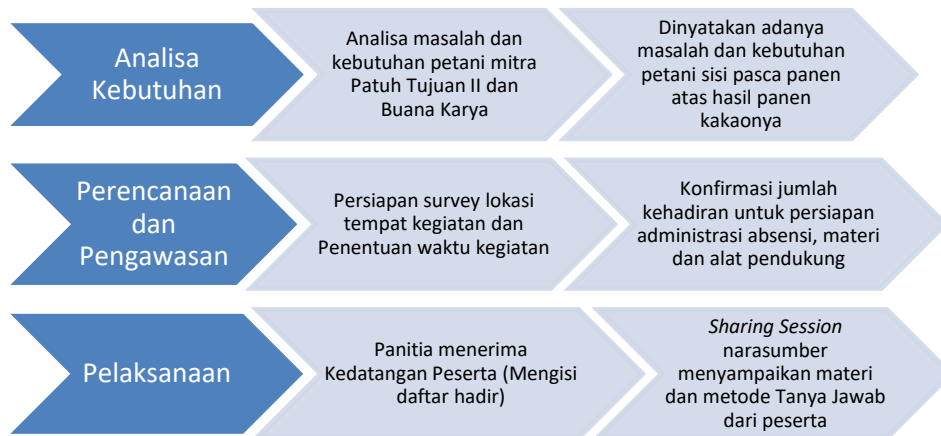 Analisa
Kebutuhan
Analisa masalah dan
kebutuhan petani mitra
Patuh Tujuan II dan
Buana Karya
Dinyatakan adanya
masalah dan kebutuhan
petani sisi pasca panen
atas hasil panen
kakaonya
Perencanaan
dan
Pengawasan
Persiapan survey lokasi
tempat kegiatan dan
Penentuan waktu kegiatan
Konfirmasi jumlah
kehadiran untuk persiapan
administrasi absensi, materi
dan alat pendukung
Pelaksanaan
Panitia menerima
Kedatangan Peserta (Mengisi
daftar hadir)
Sharing Session
narasumber
menyampaikan materi
dan metode Tanya Jawab
dari peserta